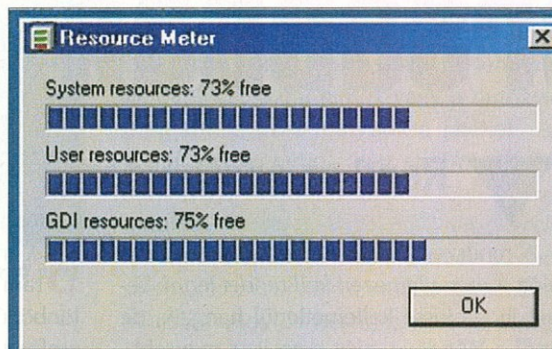 Resource Meter
System resources: 73% free
User resources: 73% free
GDI resources: 75% free
OK